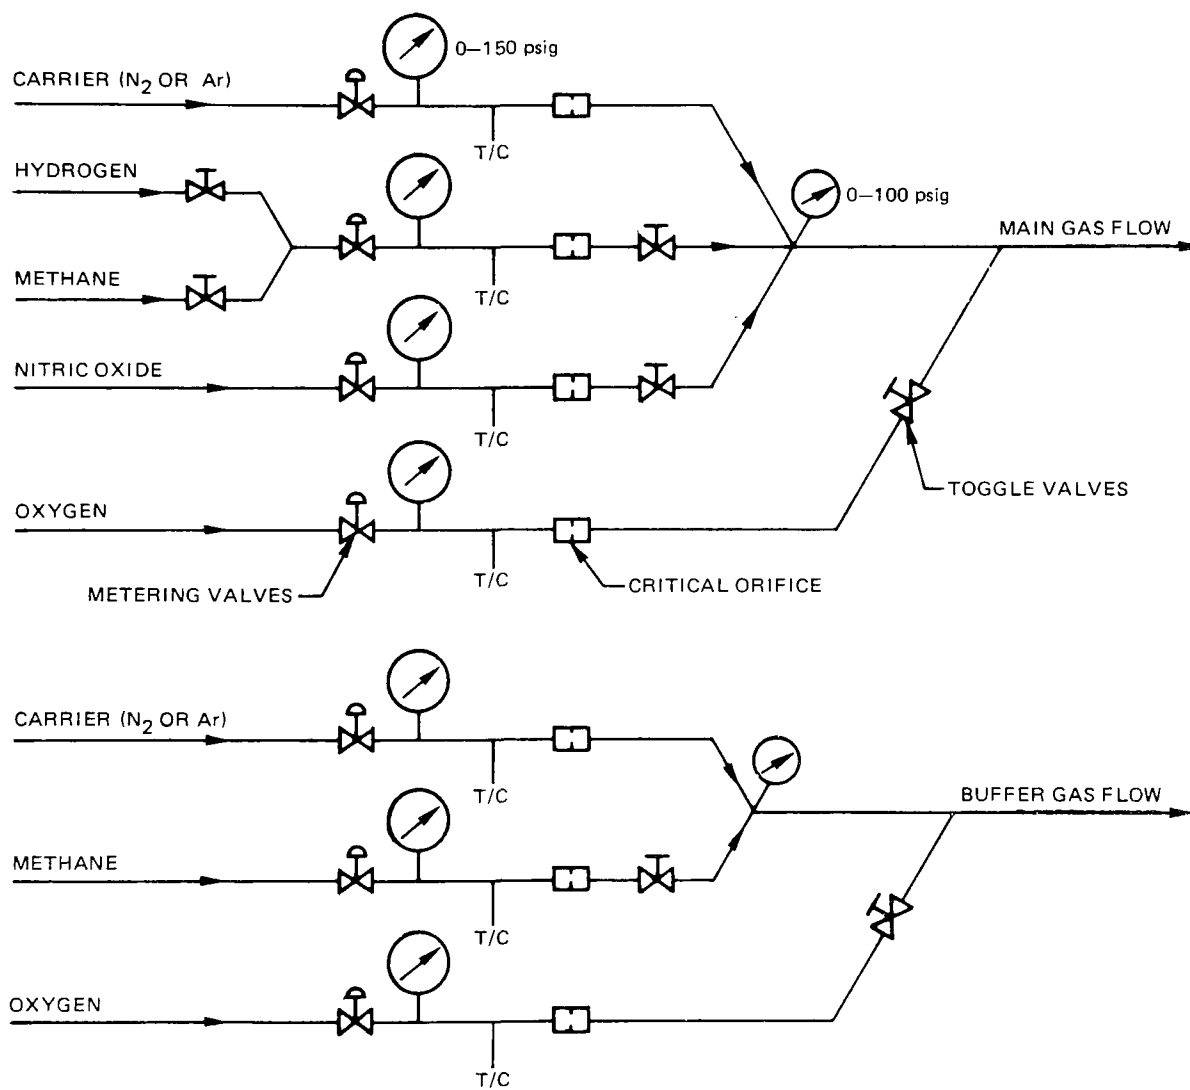 0–150 psig
CARRIER (N2 OR Ar)
T/C
HYDROGEN
0–100 psig
MAIN GAS FLOW
METHANE
T/C
NITRIC OXIDE
T/C
OXYGEN
TOGGLE VALVES
T/C
METERING VALVES
CRITICAL ORIFICE
CARRIER (N2 OR Ar)
T/C
BUFFER GAS FLOW
METHANE
T/C
OXYGEN
T/C